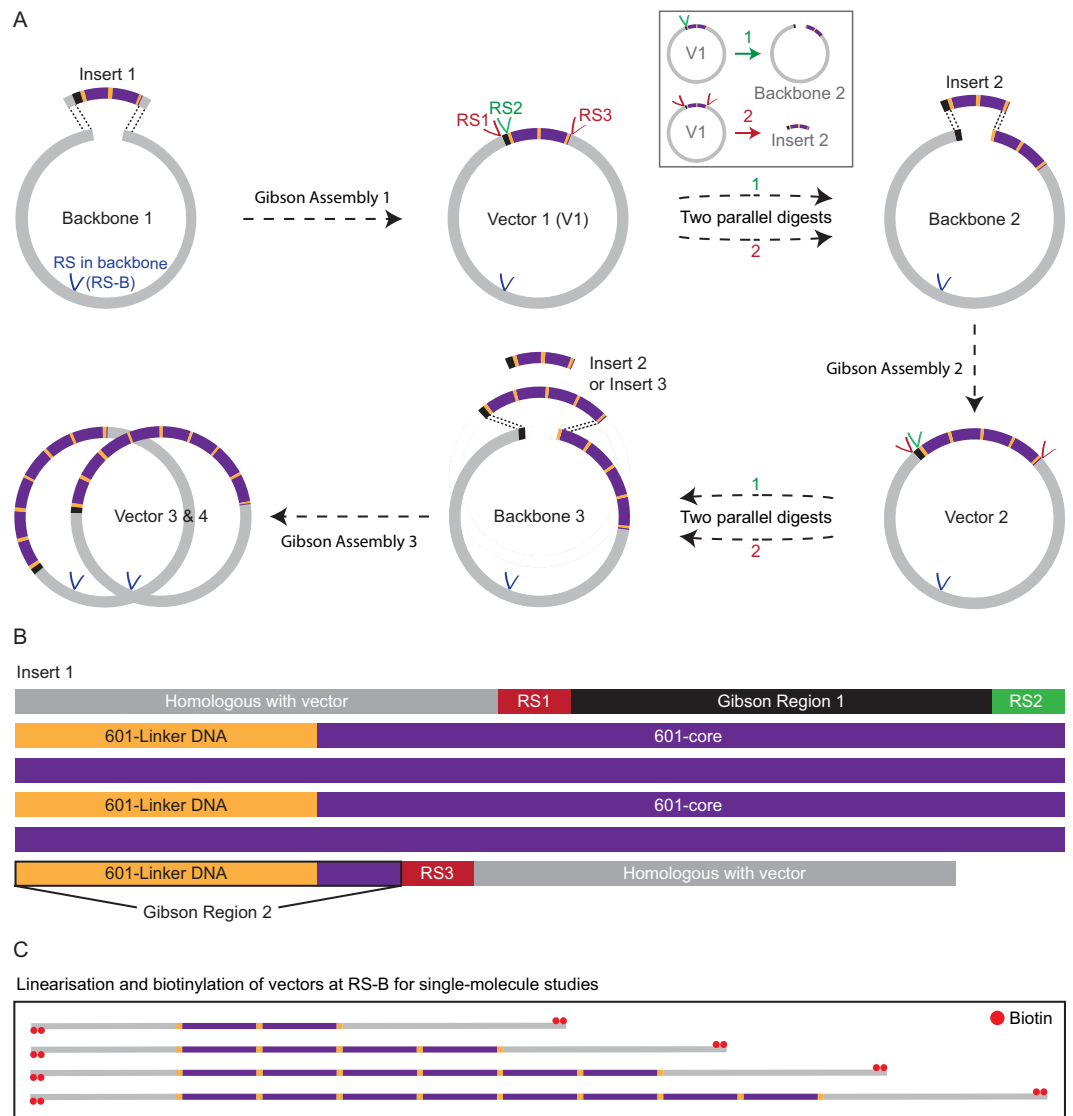 A
Insert 1
Backbone 1
RS in backbone
(RS-B)
Gibson Assembly 1
RS1
RS2
RS3
Vector 1 (V1)
V1
1
Backbone 2
V1
2
Insert 2
1
Two parallel digests
2
Insert 2
Backbone 2
Gibson Assembly 2
Vector 2
1
Two parallel digests
2
Insert 2
or Insert 3
Backbone 3
Gibson Assembly 3
Vector 3 & 4
B
Insert 1
Homologous with vector
RS1
Gibson Region 1
RS2
601-Linker DNA
601-core
601-Linker DNA
601-core
601-Linker DNA
RS3
Homologous with vector
Gibson Region 2
C
Linearisation and biotinylation of vectors at RS-B for single-molecule studies
Biotin